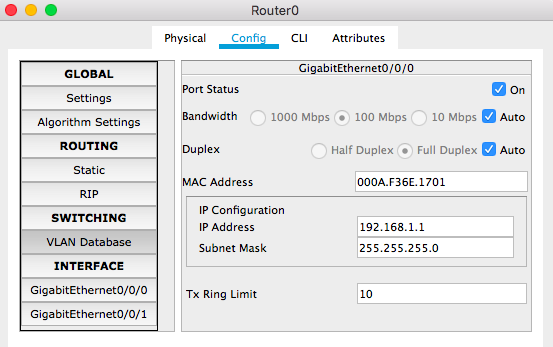 Router0
Physical Config CLI Attributes
GLOBAL
Settings
Algorithm Settings
ROUTING
Static
RIP
SWITCHING
VLAN Database
INTERFACE
GigabitEthernet0/0/0
GigabitEthernet0/0/1
GigabitEthernet0/0/0
Port Status On
Bandwidth 1000 Mbps 100 Mbps 10 Mbps Auto
Duplex Half Duplex Full Duplex Auto
MAC Address 000A.F36E.1701
IP Configuration
IP Address 192.168.1.1
Subnet Mask 255.255.255.0
Tx Ring Limit 10